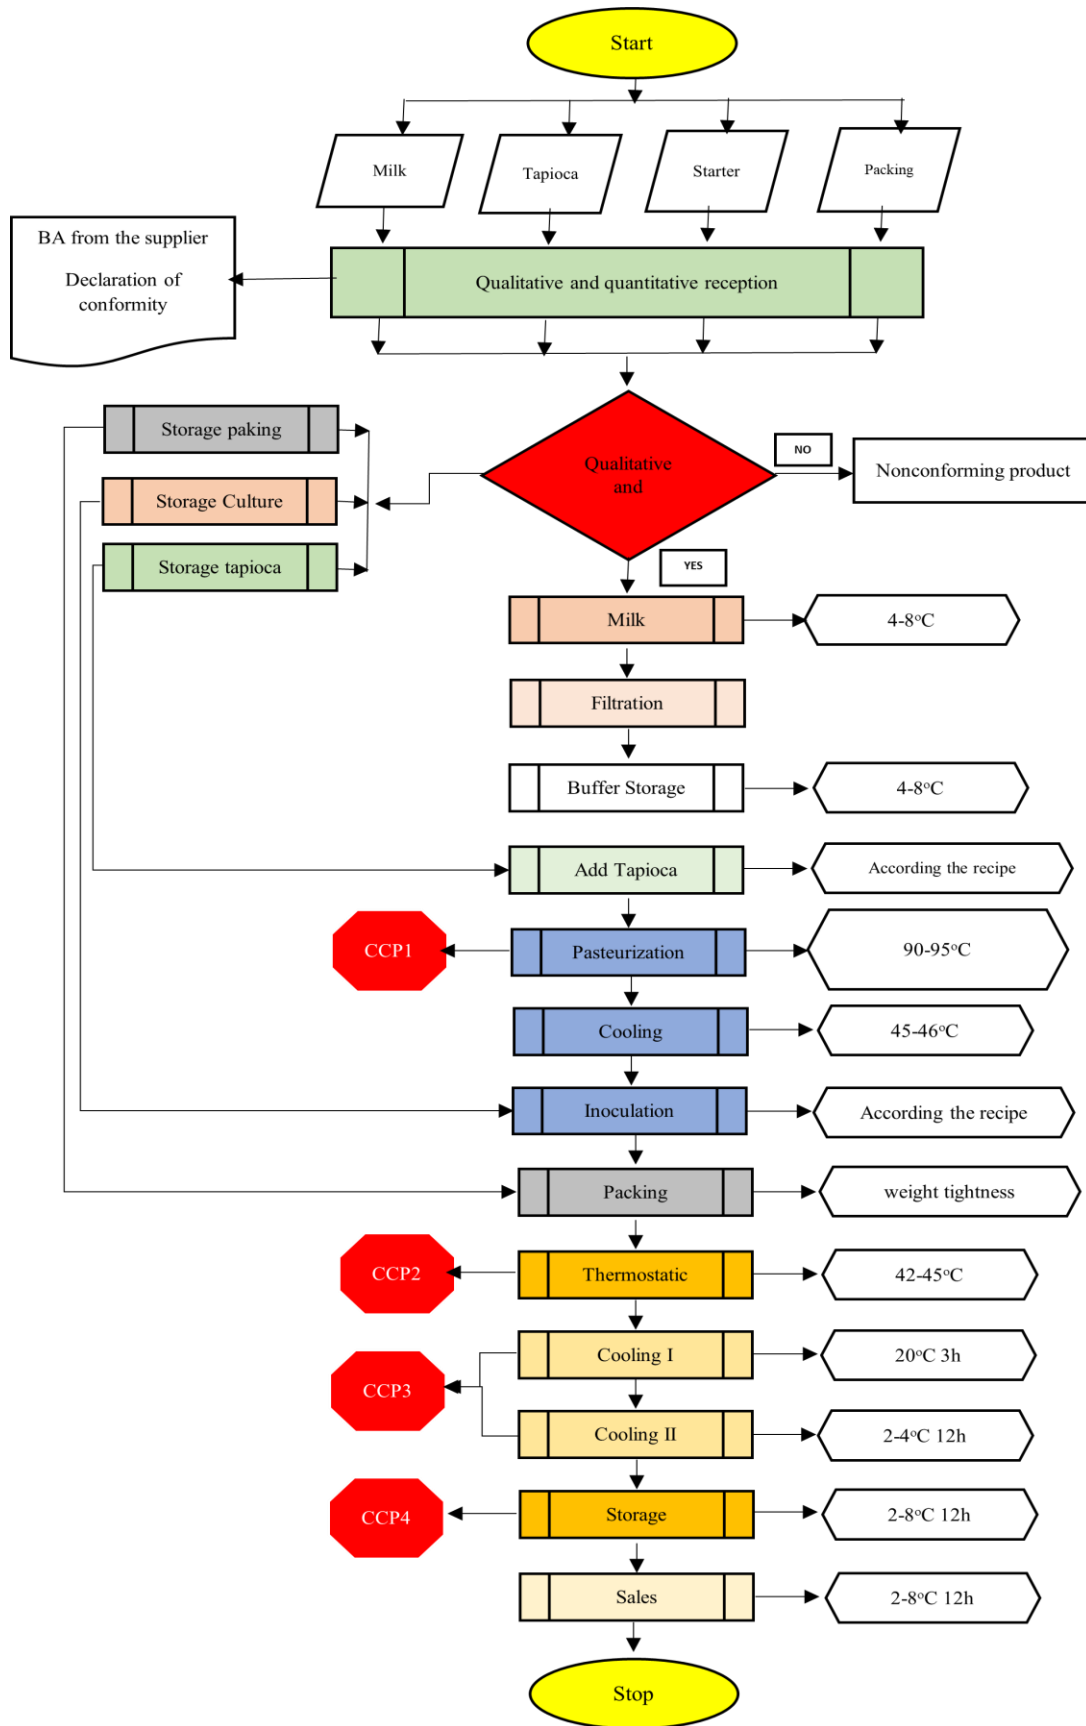 Start
Milk
Tapioca
Starter
Packing
BA from the supplier
Declaration of
conformity
Qualitative and quantitative reception
Storage paking
Storage Culture
Storage tapioca
Qualitative
and
NO
Nonconforming product
YES
Milk
4-8°C
Filtration
Buffer Storage
4-8°C
Add Tapioca
According the recipe
CCP1
Pasteurization
90-95°C
Cooling
45-46°C
Inoculation
According the recipe
Packing
weight tightness
CCP2
Thermostatic
42-45°C
Cooling I
20°C 3h
CCP3
Cooling II
2-4°C 12h
CCP4
Storage
2-8°C 12h
Sales
2-8°C 12h
Stop